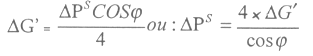 ΔG’ = ΔP^S COSφ / 4 ou : ΔP^S = 4 × ΔG′ / cosφ